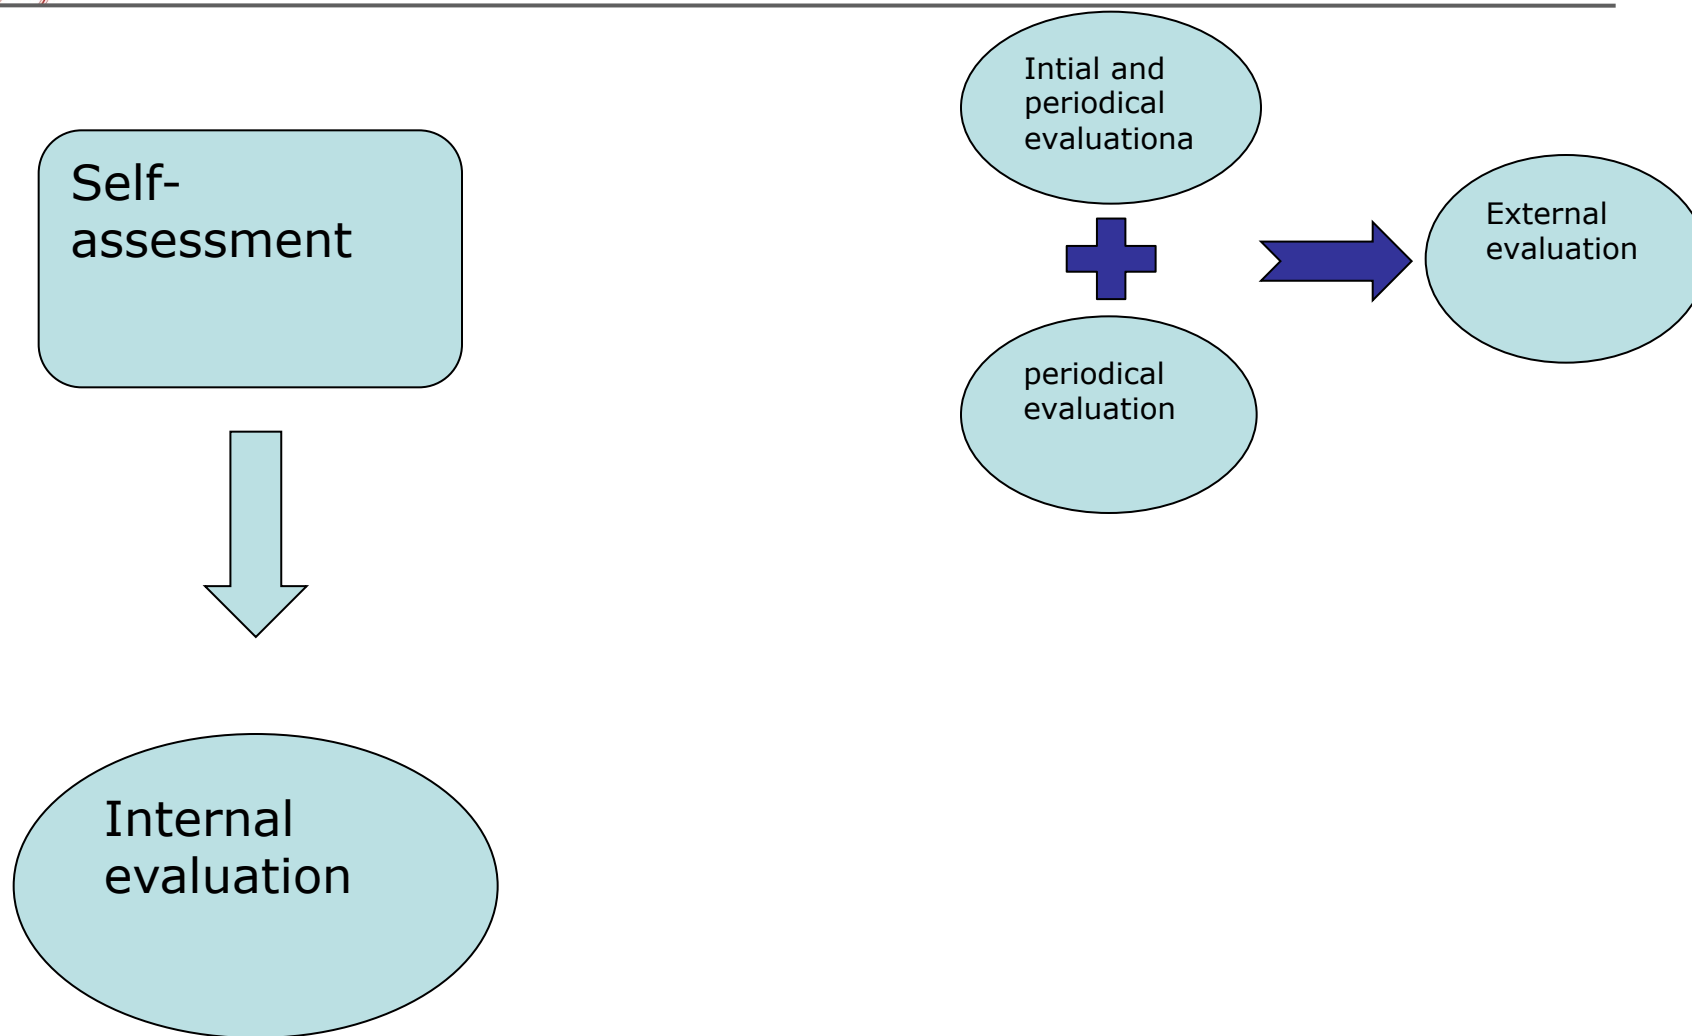 Self-
assessment
Internal
evaluation
Intial and
periodical
evaluationa
periodical
evaluation
External
evaluation